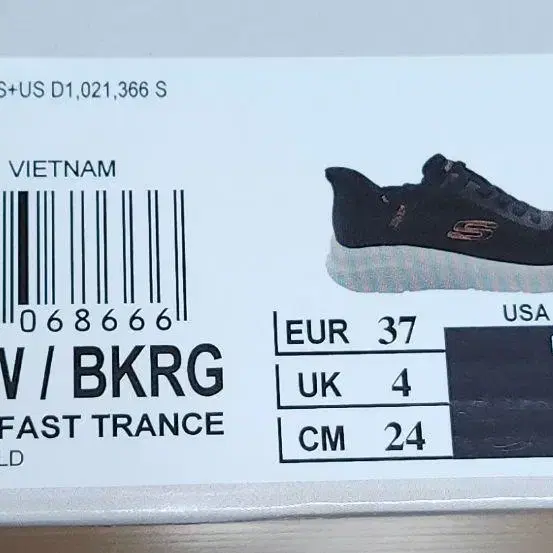 S+US D1,021,366 S
VIETNAM
068666
W / BKRG
FAST TRANCE
LD
USA
EUR 37
UK 4
CM 24